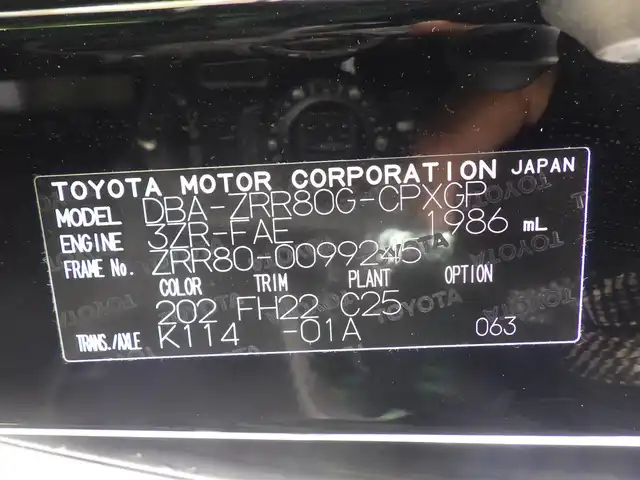 TOYOTA MOTOR CORPORATION JAPAN
MODEL DBA-ZRR80G-CPXGP
ENGINE 3ZR-FAE 1986 mL
FRAME No. ZRR80-0099245
COLOR TRIM PLANT OPTION
202 FH22 C25
TRANS./AXLE K114 -01A 063